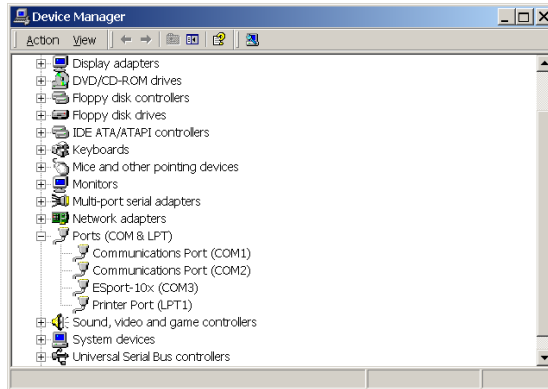 Device Manager
Action View
Display adapters
DVD/CD-ROM drives
Floppy disk controllers
Floppy disk drives
IDE ATA/ATAPI controllers
Keyboards
Mice and other pointing devices
Monitors
Multi-port serial adapters
Network adapters
Ports (COM & LPT)
Communications Port (COM1)
Communications Port (COM2)
ESport-10x (COM3)
Printer Port (LPT1)
Sound, video and game controllers
System devices
Universal Serial Bus controllers